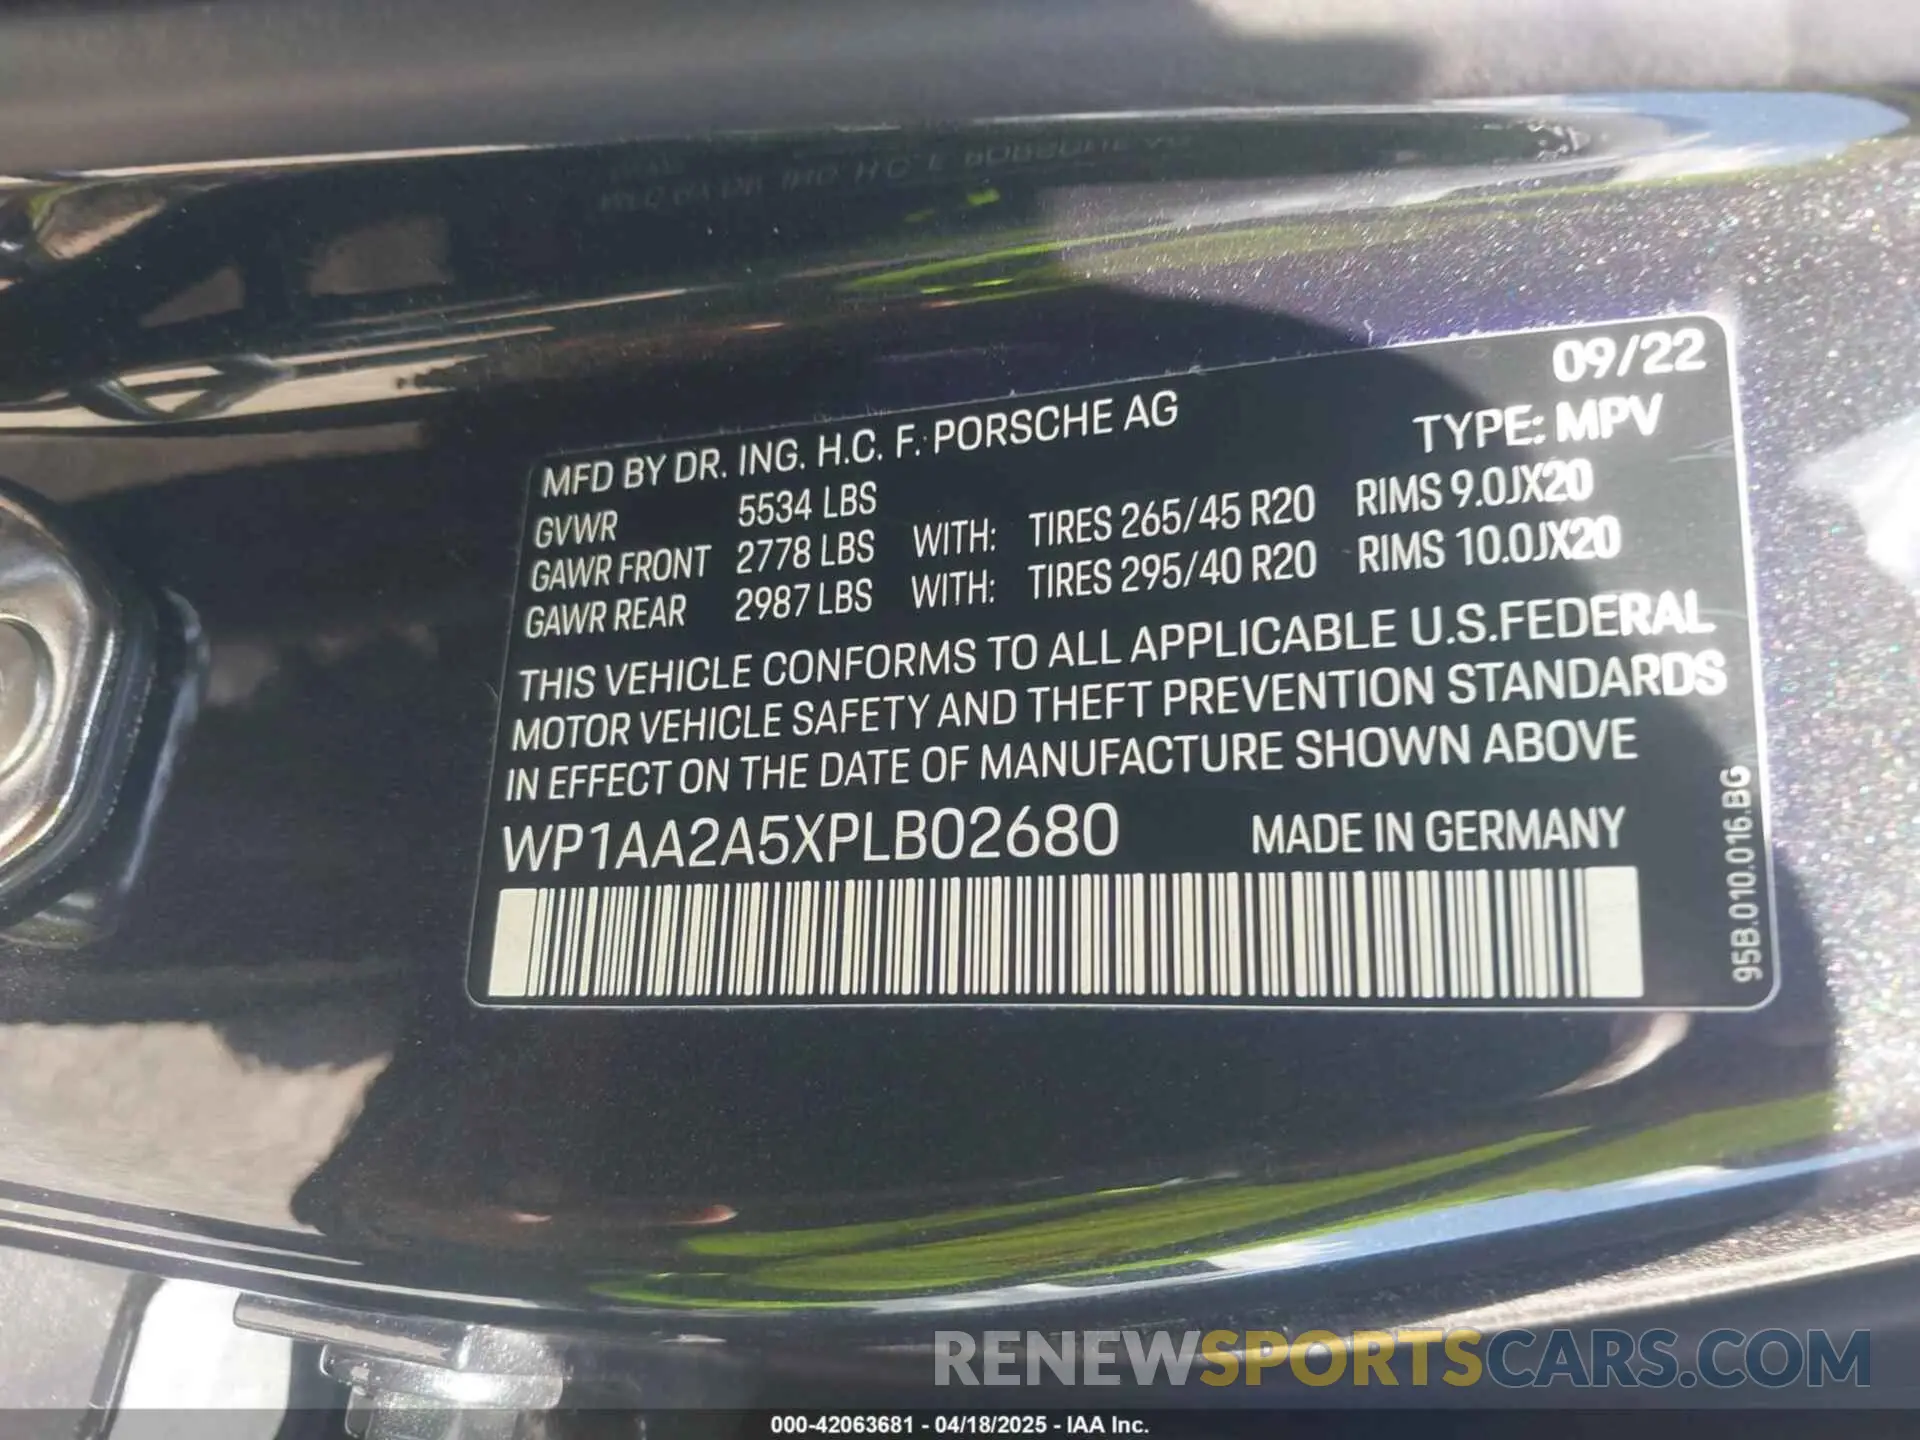 09/22
MFD BY DR. ING. H.C. F. PORSCHE AG TYPE: MPV
GVWR 5534 LBS
GAWR FRONT 2778 LBS WITH: TIRES 265/45 R20 RIMS 9.0JX20
GAWR REAR 2987 LBS WITH: TIRES 295/40 R20 RIMS 10.0JX20
THIS VEHICLE CONFORMS TO ALL APPLICABLE U.S.FEDERAL
MOTOR VEHICLE SAFETY AND THEFT PREVENTION STANDARDS
IN EFFECT ON THE DATE OF MANUFACTURE SHOWN ABOVE
WP1AA2A5XPLB02680 MADE IN GERMANY
95B.010.016.BG
RENEWSPORTSCARS.COM
000-42063681 - 04/18/2025 - IAA Inc.